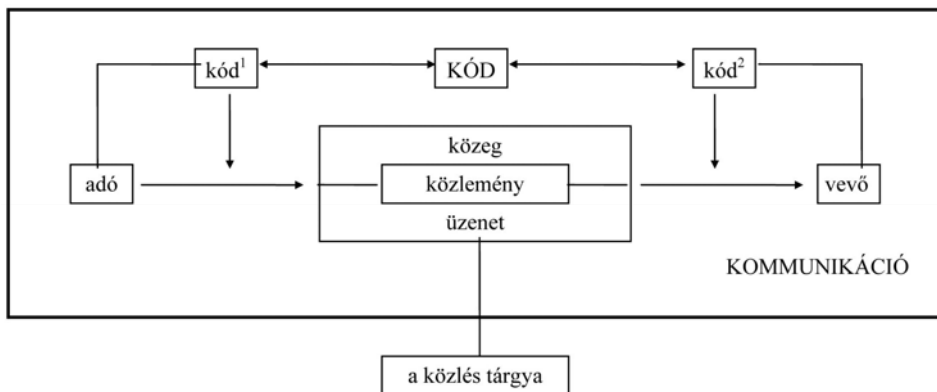 kód¹ KÓD kód²
közeg
adó közlemény vevő
üzenet
KOMMUNIKÁCIÓ
a közlés tárgya